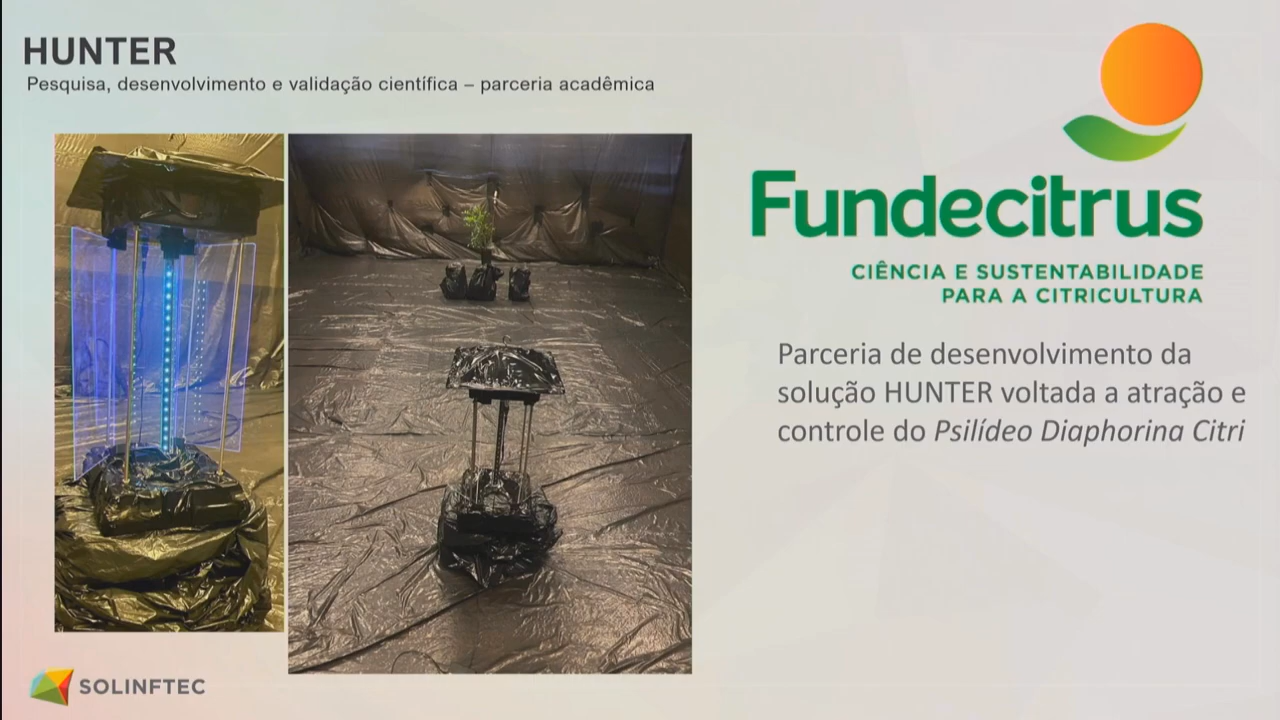 HUNTER
Pesquisa, desenvolvimento e validação científica – parceria acadêmica
Fundecitrus
CIÊNCIA E SUSTENTABILIDADE
PARA A CITRICULTURA
Parceria de desenvolvimento da
solução HUNTER voltada a atração e
controle do Psilídeo Diaphorina Citri
SOLINFTEC